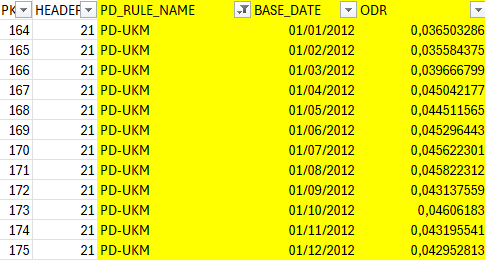 PK HEADER PD_RULE_NAME BASE_DATE ODR
164 21 PD-UKM 01/01/2012 0,036503286
165 21 PD-UKM 01/02/2012 0,035584375
166 21 PD-UKM 01/03/2012 0,039666799
167 21 PD-UKM 01/04/2012 0,045042177
168 21 PD-UKM 01/05/2012 0,044511565
169 21 PD-UKM 01/06/2012 0,045296443
170 21 PD-UKM 01/07/2012 0,045622301
171 21 PD-UKM 01/08/2012 0,045822312
172 21 PD-UKM 01/09/2012 0,043137559
173 21 PD-UKM 01/10/2012 0,04606183
174 21 PD-UKM 01/11/2012 0,043195541
175 21 PD-UKM 01/12/2012 0,042952813